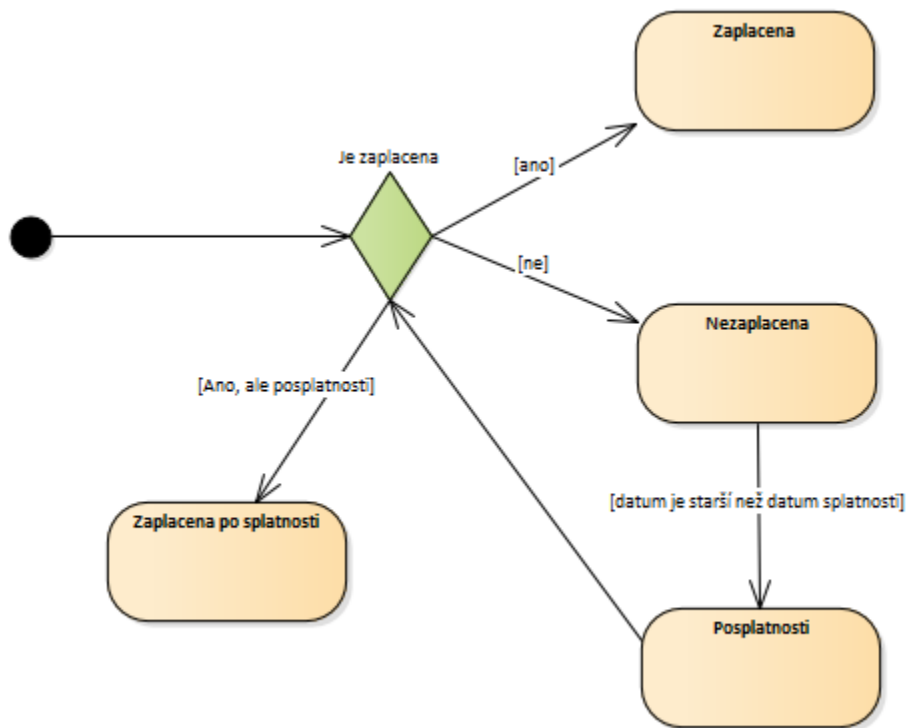 Zaplacena
Je zaplacena
[ano]
[ne]
Nezaplacena
[Ano, ale posplatnosti]
[datum je starší než datum splatnosti]
Zaplacena po splatnosti
Posplatnosti